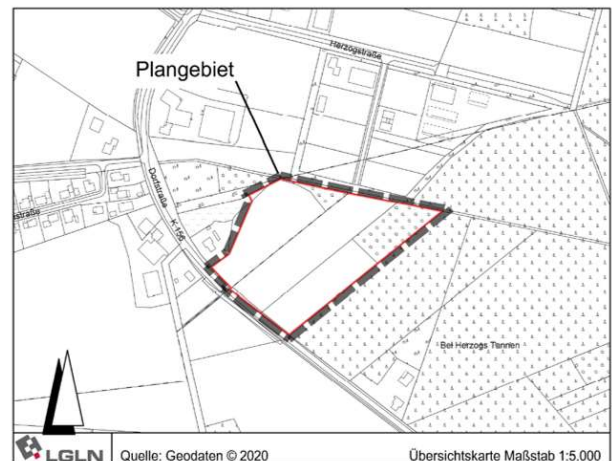 Herzogstraße
Plangebiet
Dorfstraße
K 156
straße
Bei Herzogs Tannen
LGLN Quelle: Geodaten © 2020 Übersichtskarte Maßstab 1:5.000